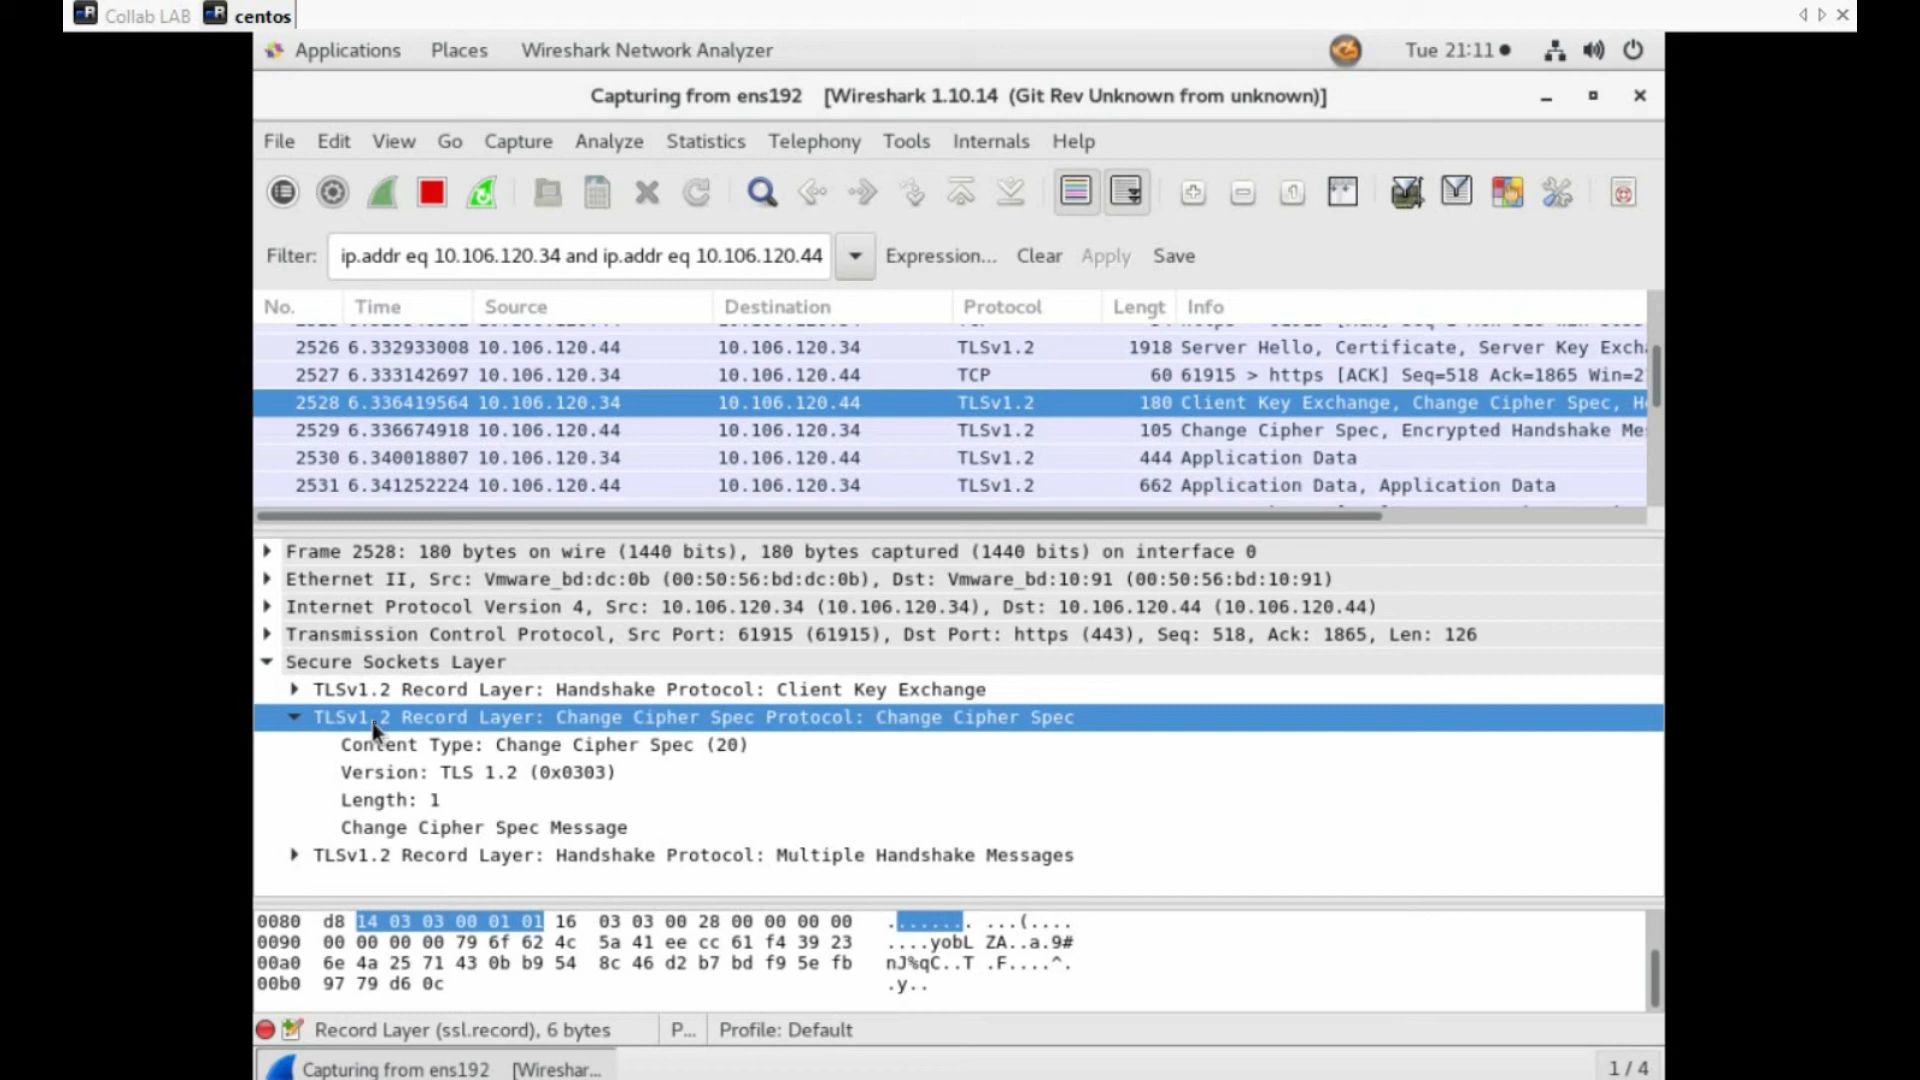 Collab LAB centos
Applications Places Wireshark Network Analyzer Tue 21:11
Capturing from ens192 [Wireshark 1.10.14 (Git Rev Unknown from unknown)]
File Edit View Go Capture Analyze Statistics Telephony Tools Internals Help
Filter: ip.addr eq 10.106.120.34 and ip.addr eq 10.106.120.44 Expression... Clear Apply Save
No. Time Source Destination Protocol Lengt Info
2526 6.332933008 10.106.120.44 10.106.120.34 TLSv1.2 1918 Server Hello, Certificate, Server Key Exch
2527 6.333142697 10.106.120.34 10.106.120.44 TCP 60 61915 > https [ACK] Seq=518 Ack=1865 Win=2
2528 6.336419564 10.106.120.34 10.106.120.44 TLSv1.2 180 Client Key Exchange, Change Cipher Spec, H
2529 6.336674918 10.106.120.44 10.106.120.34 TLSv1.2 105 Change Cipher Spec, Encrypted Handshake Me
2530 6.340018807 10.106.120.34 10.106.120.44 TLSv1.2 444 Application Data
2531 6.341252224 10.106.120.44 10.106.120.34 TLSv1.2 662 Application Data, Application Data
Frame 2528: 180 bytes on wire (1440 bits), 180 bytes captured (1440 bits) on interface 0
Ethernet II, Src: Vmware_bd:dc:0b (00:50:56:bd:dc:0b), Dst: Vmware_bd:10:91 (00:50:56:bd:10:91)
Internet Protocol Version 4, Src: 10.106.120.34 (10.106.120.34), Dst: 10.106.120.44 (10.106.120.44)
Transmission Control Protocol, Src Port: 61915 (61915), Dst Port: https (443), Seq: 518, Ack: 1865, Len: 126
Secure Sockets Layer
TLSv1.2 Record Layer: Handshake Protocol: Client Key Exchange
TLSv1.2 Record Layer: Change Cipher Spec Protocol: Change Cipher Spec
Content Type: Change Cipher Spec (20)
Version: TLS 1.2 (0x0303)
Length: 1
Change Cipher Spec Message
TLSv1.2 Record Layer: Handshake Protocol: Multiple Handshake Messages
0080 d8 14 03 03 00 01 01 16 03 03 00 28 00 00 00 00 ........ ...(....
0090 00 00 00 00 79 6f 62 4c 5a 41 ee cc 61 f4 39 23 ....yobL ZA..a.9#
00a0 6e 4a 25 71 43 0b b9 54 8c 46 d2 b7 bd f9 5e fb nJ%qC..T .F....^.
00b0 97 79 d6 0c .y..
Record Layer (ssl.record), 6 bytes P... Profile: Default
Capturing from ens192 [Wireshar... 1 / 4